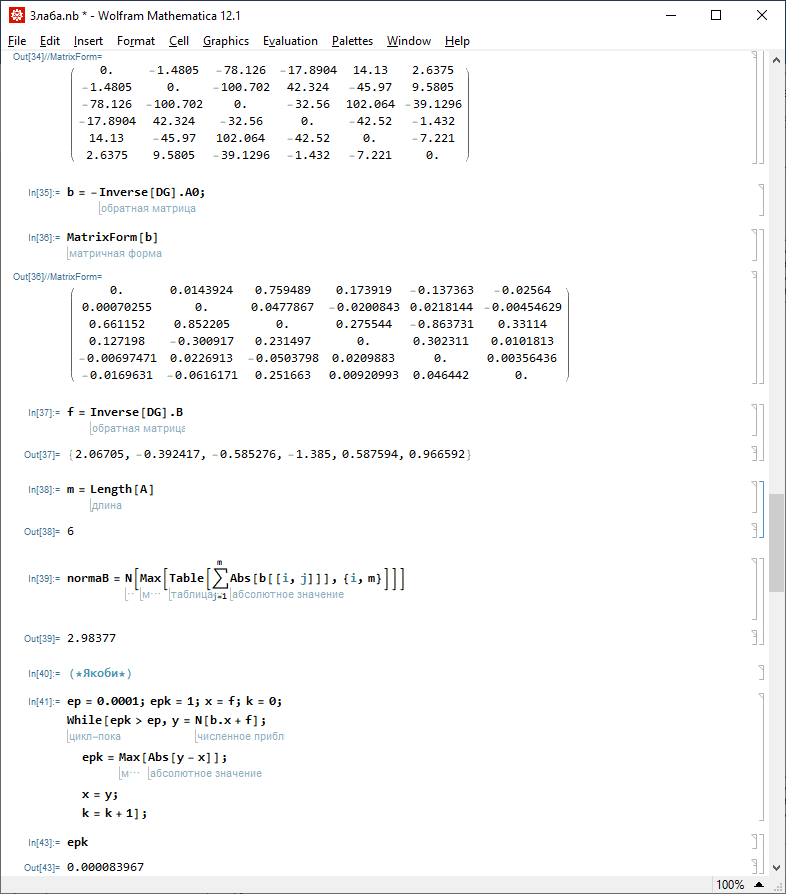 Злаба.nb * - Wolfram Mathematica 12.1
File Edit Insert Format Cell Graphics Evaluation Palettes Window Help
Out[34]//MatrixForm=
0. -1.4805 -78.126 -17.8904 14.13 2.6375
-1.4805 0. -100.702 42.324 -45.97 9.5805
-78.126 -100.702 0. -32.56 102.064 -39.1296
-17.8904 42.324 -32.56 0. -42.52 -1.432
14.13 -45.97 102.064 -42.52 0. -7.221
2.6375 9.5805 -39.1296 -1.432 -7.221 0.
In[35]:= b = -Inverse[DG].A0;
обратная матрица
In[36]:= MatrixForm[b]
матричная форма
Out[36]//MatrixForm=
0. 0.0143924 0.759489 0.173919 -0.137363 -0.02564
0.00070255 0. 0.0477867 -0.0200843 0.0218144 -0.00454629
0.661152 0.852205 0. 0.275544 -0.863731 0.33114
0.127198 -0.300917 0.231497 0. 0.302311 0.0101813
-0.00697471 0.0226913 -0.0503798 0.0209883 0. 0.00356436
-0.0169631 -0.0616171 0.251663 0.00920993 0.046442 0.
In[37]:= f = Inverse[DG].B
обратная матрица
Out[37]= {2.06705, -0.392417, -0.585276, -1.385, 0.587594, 0.966592}
In[38]:= m = Length[A]
длина
Out[38]= 6
m
In[39]:= normaB = N[Max[Table[∑Abs[b[[i, j]]], {i, m}]]]
j=1
⋯ м⋯ таблица абсолютное значение
Out[39]= 2.98377
In[40]:= (*Якоби*)
In[41]:= ep = 0.0001; epk = 1; x = f; k = 0;
While[epk > ep, y = N[b.x + f];
цикл-пока численное прибл
epk = Max[Abs[y - x]];
м⋯ абсолютное значение
x = y;
k = k + 1];
In[43]:= epk
Out[43]= 0.000083967
100%